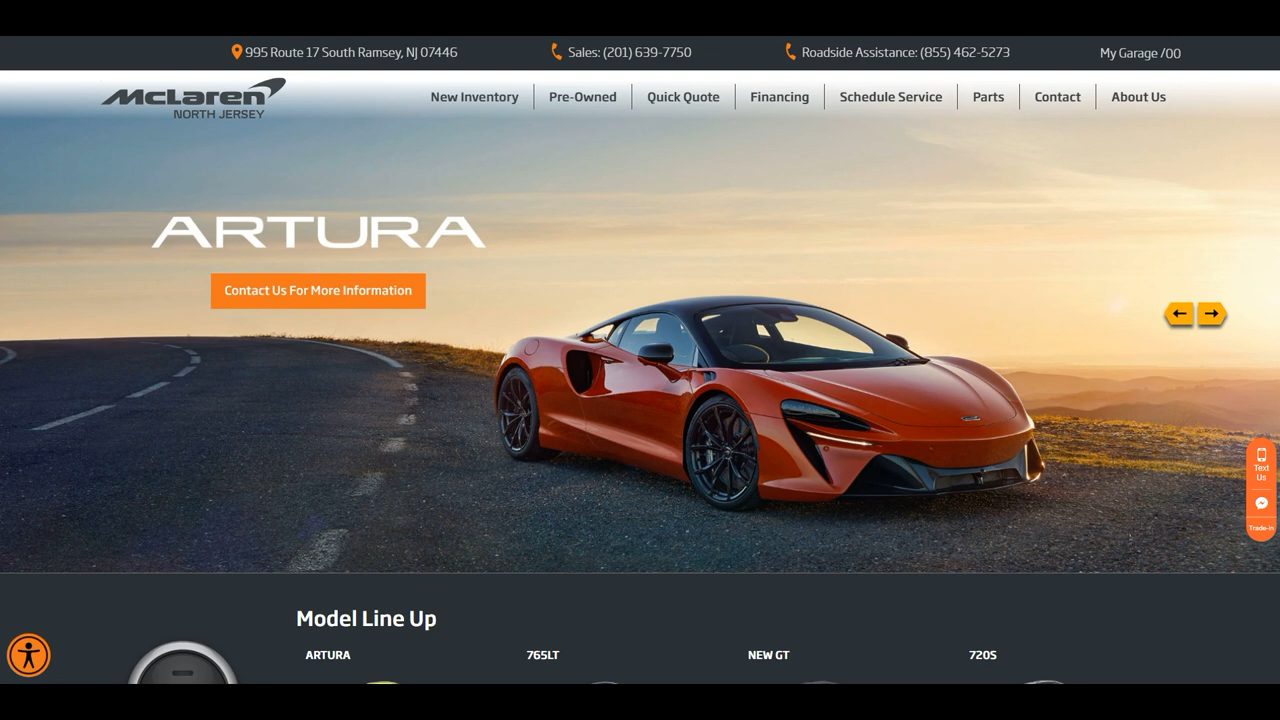 995 Route 17 South Ramsey, NJ 07446
Sales: (201) 639-7750
Roadside Assistance: (855) 462-5273
My Garage /00
McLaren
NORTH JERSEY
New Inventory
Pre-Owned
Quick Quote
Financing
Schedule Service
Parts
Contact
About Us
ARTURA
Contact Us For More Information
Text
Us
Trade-in
Model Line Up
ARTURA
765LT
NEW GT
720S